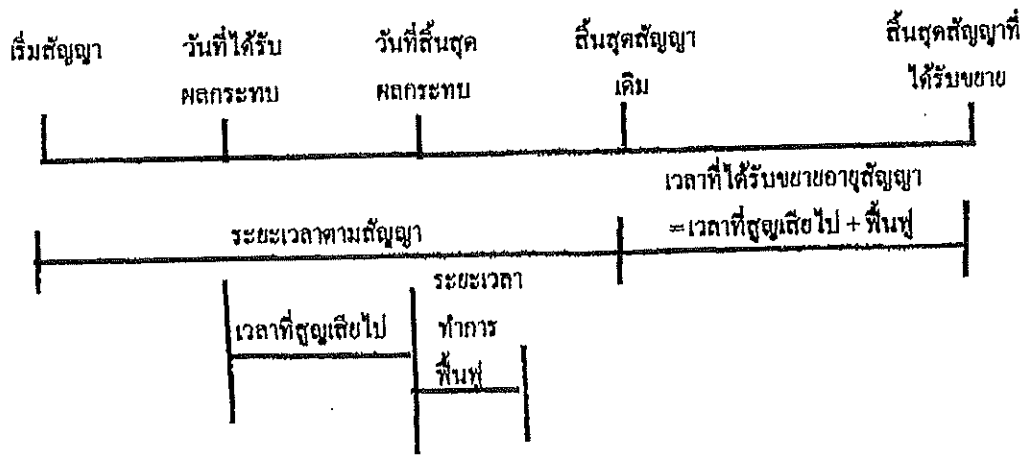 เริ่มสัญญา วันที่ได้รับ วันที่สิ้นสุด สิ้นสุดสัญญา สิ้นสุดสัญญาที่
ผลกระทบ ผลกระทบ เดิม ได้รับขยาย
เวลาที่ได้รับขยายอายุสัญญา
ระยะเวลาตามสัญญา =เวลาที่สูญเสียไป + ฟื้นฟู
ระยะเวลา
เวลาที่สูญเสียไป ทำการ
ฟื้นฟู